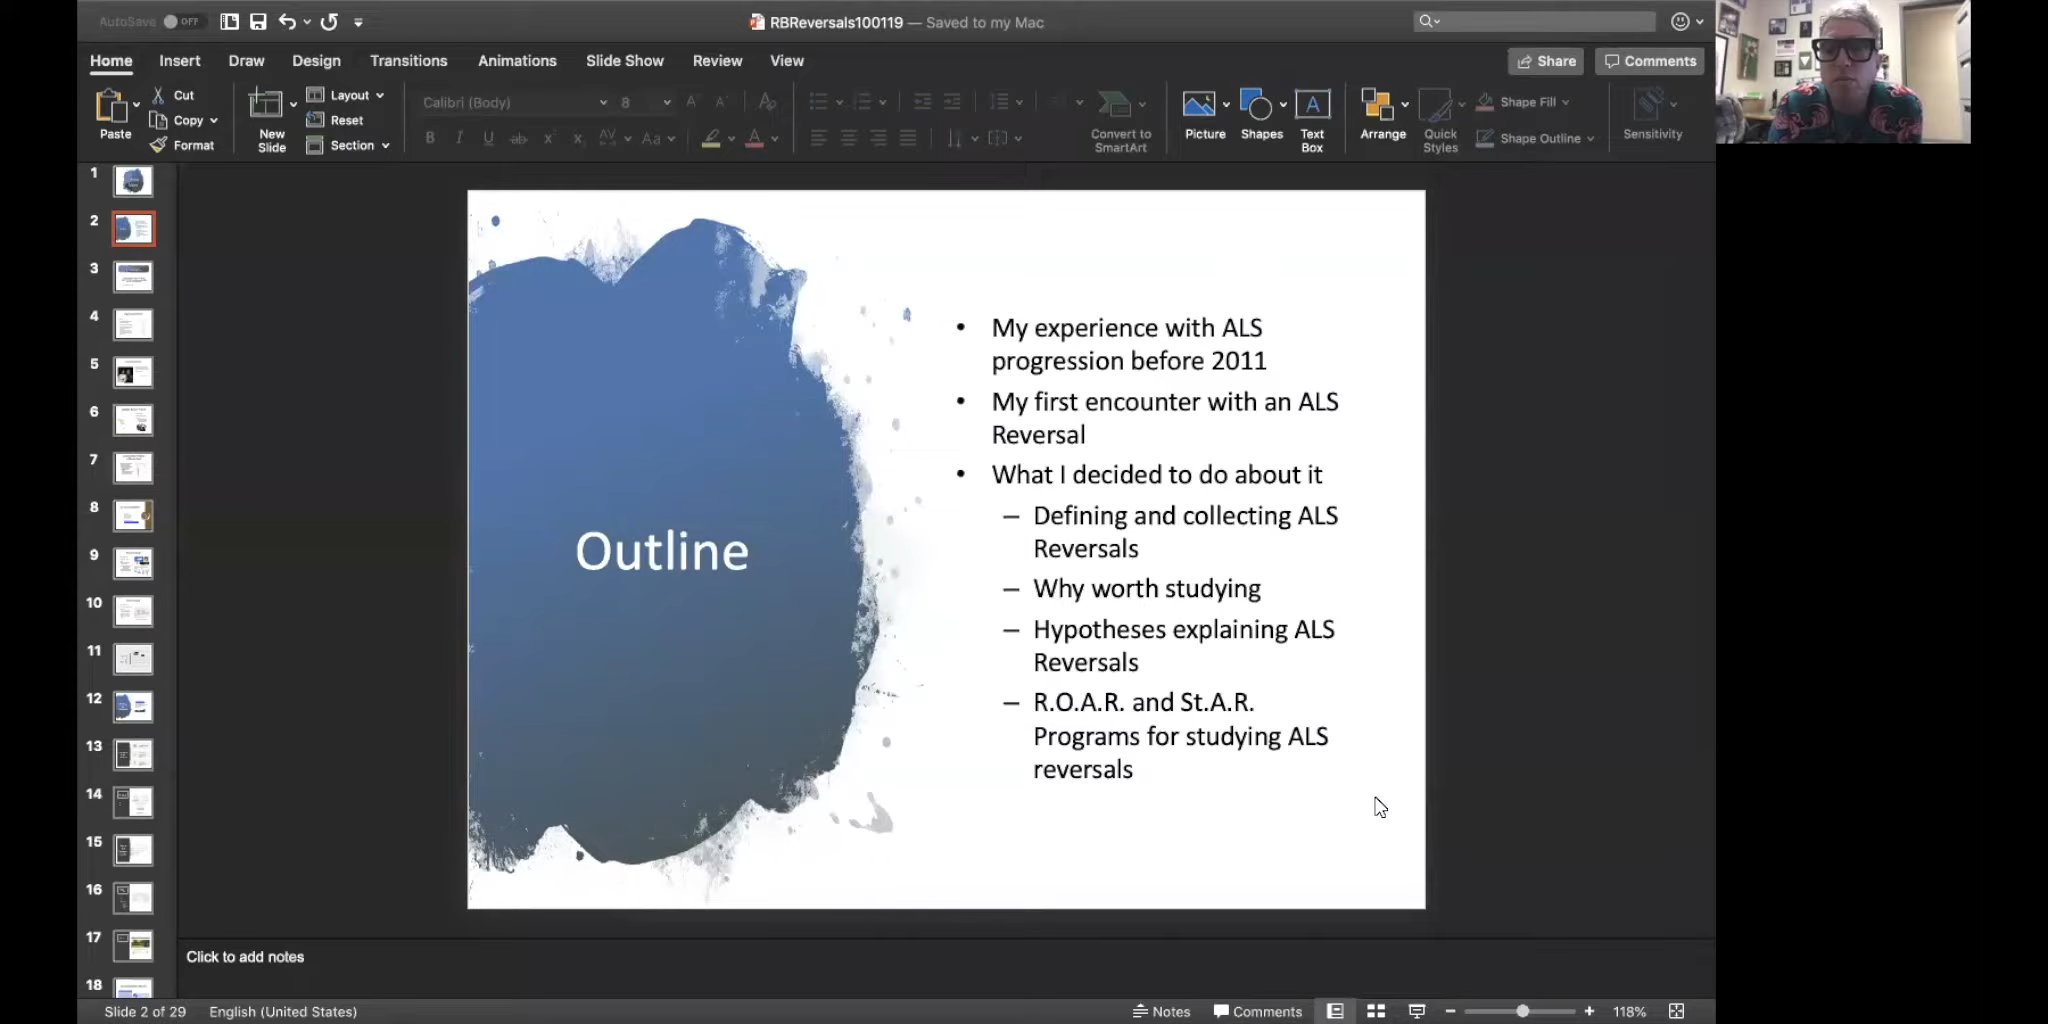 AutoSave OFF
RBReversals100119 — Saved to my Mac
Home Insert Draw Design Transitions Animations Slide Show Review View
Share Comments
Paste
Cut
Copy
Format
New
Slide
Layout
Reset
Section
Calibri (Body) 8
Convert to
SmartArt
Picture
Shapes
Text
Box
Arrange
Quick
Styles
Shape Fill
Shape Outline
Sensitivity
1
2
3
4
5
6
7
8
9
10
11
12
13
14
15
16
17
18
Outline
• My experience with ALS
progression before 2011
• My first encounter with an ALS
Reversal
• What I decided to do about it
– Defining and collecting ALS
Reversals
– Why worth studying
– Hypotheses explaining ALS
Reversals
– R.O.A.R. and St.A.R.
Programs for studying ALS
reversals
Click to add notes
Slide 2 of 29 English (United States)
Notes Comments 118%